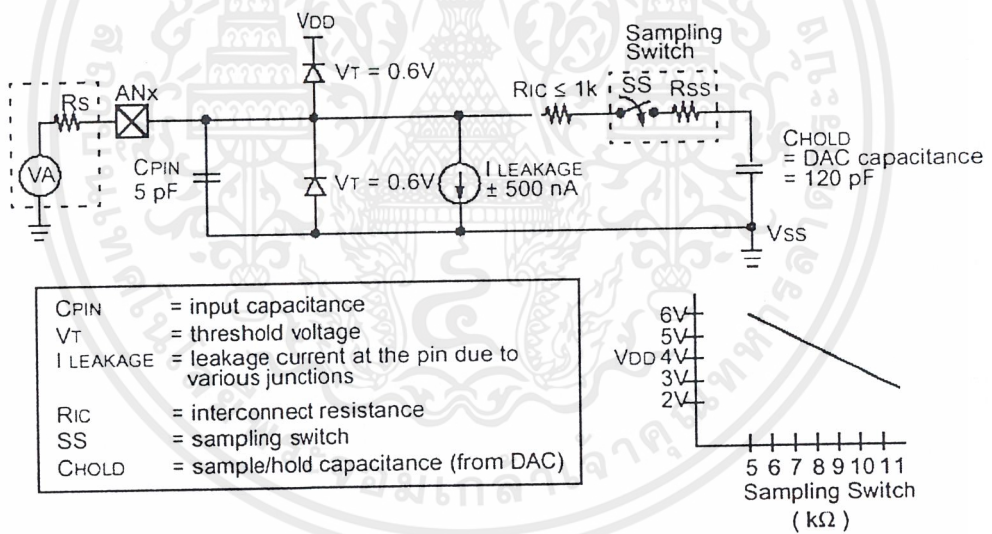 VDD
Sampling
Switch
VT = 0.6V
RIC ≤ 1k
SS
RSS
RS
ANx
CHOLD
= DAC capacitance
= 120 pF
VA
CPIN
5 pF
VT = 0.6V
I LEAKAGE
± 500 nA
VSS
CPIN = input capacitance
VT = threshold voltage
I LEAKAGE = leakage current at the pin due to
various junctions
RIC = interconnect resistance
SS = sampling switch
CHOLD = sample/hold capacitance (from DAC)
6V
5V
VDD 4V
3V
2V
5 6 7 8 9 10 11
Sampling Switch
( kΩ )